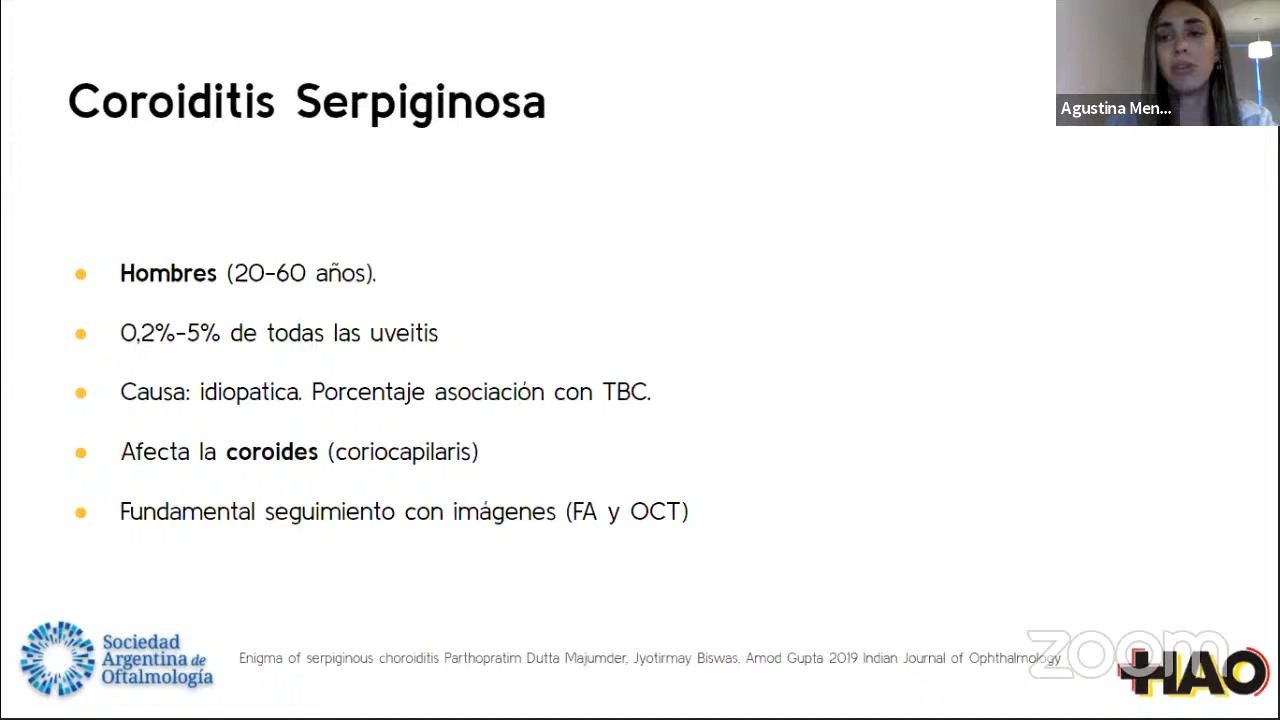 Coroiditis Serpiginosa
Agustina Men...
Hombres (20-60 años).
0,2%-5% de todas las uveitis
Causa: idiopatica. Porcentaje asociación con TBC.
Afecta la coroides (coriocapilaris)
Fundamental seguimiento con imágenes (FA y OCT)
Sociedad
Argentina de
Oftalmología
Enigma of serpiginous choroiditis Parthopratim Dutta Majumder, Jyotirmay Biswas, Amod Gupta 2019 Indian Journal of Ophthalmology
zoom
HAO